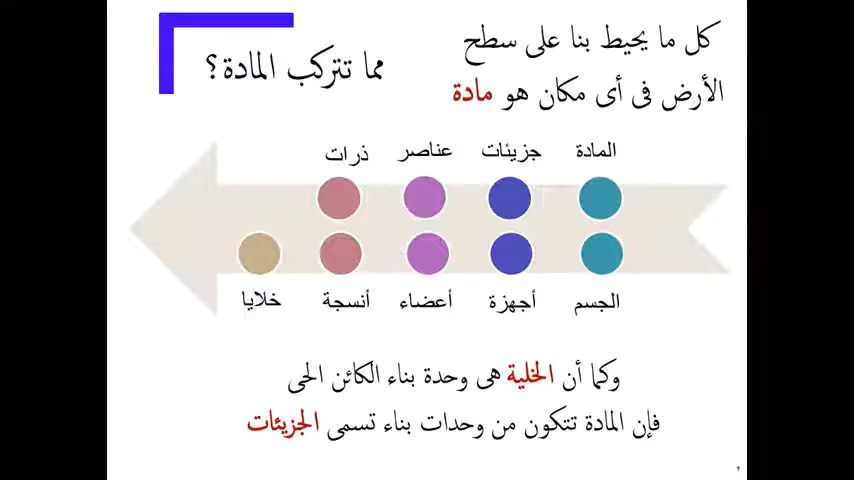 كل ما يحيط بنا على سطح
الأرض فى أى مكان هو مادة
مما تتركب المادة؟
المادة جزيئات عناصر ذرات
الجسم أجهزة أعضاء أنسجة خلايا
وكما أن الخلية هى وحدة بناء الكائن الحى
فإن المادة تتكون من وحدات بناء تسمى الجزيئات
٢